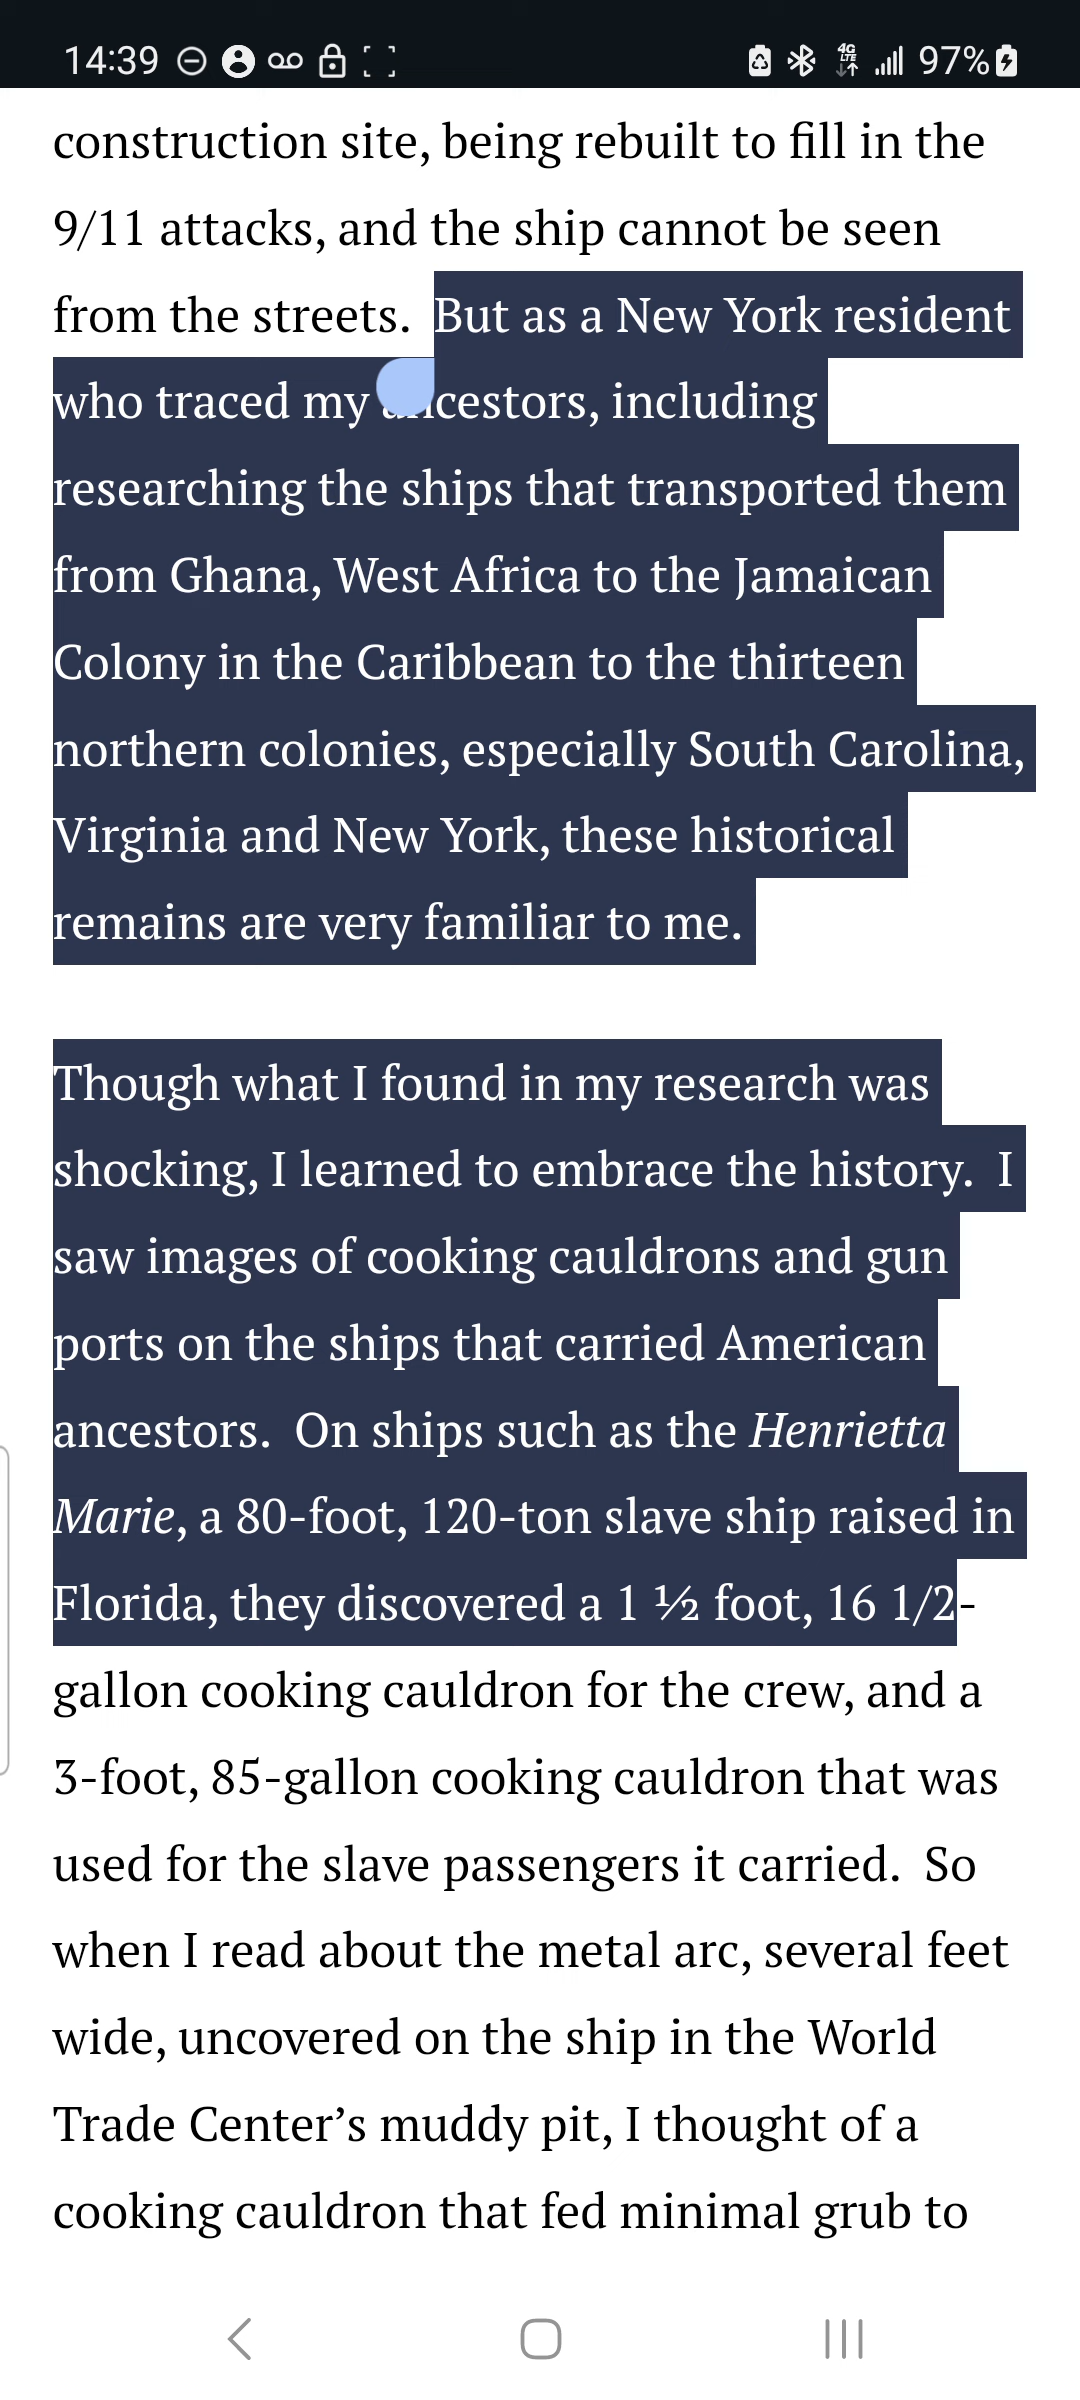 14:39 4G LTE 97%
construction site, being rebuilt to fill in the
9/11 attacks, and the ship cannot be seen
from the streets.  But as a New York resident
who traced my ancestors, including
researching the ships that transported them
from Ghana, West Africa to the Jamaican
Colony in the Caribbean to the thirteen
northern colonies, especially South Carolina,
Virginia and New York, these historical
remains are very familiar to me.
Though what I found in my research was
shocking, I learned to embrace the history.  I
saw images of cooking cauldrons and gun
ports on the ships that carried American
ancestors.  On ships such as the Henrietta
Marie, a 80-foot, 120-ton slave ship raised in
Florida, they discovered a 1 ½ foot, 16 1/2-
gallon cooking cauldron for the crew, and a
3-foot, 85-gallon cooking cauldron that was
used for the slave passengers it carried.  So
when I read about the metal arc, several feet
wide, uncovered on the ship in the World
Trade Center’s muddy pit, I thought of a
cooking cauldron that fed minimal grub to